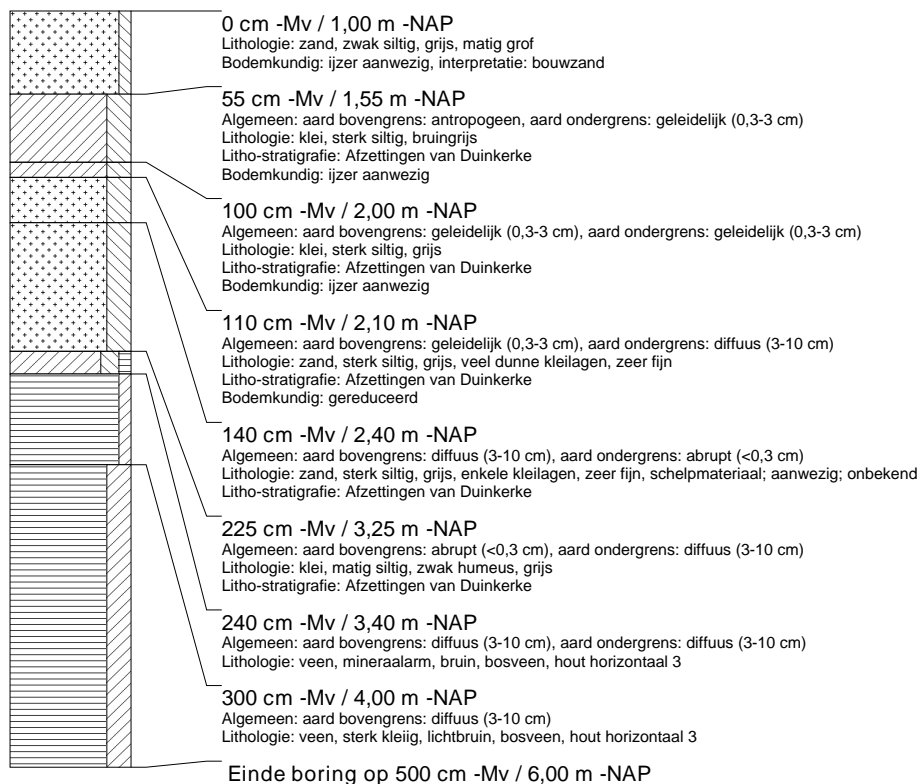 0 cm -Mv / 1,00 m -NAP
Lithologie: zand, zwak siltig, grijs, matig grof
Bodemkundig: ijzer aanwezig, interpretatie: bouwzand
55 cm -Mv / 1,55 m -NAP
Algemeen: aard bovengrens: antropogeen, aard ondergrens: geleidelijk (0,3-3 cm)
Lithologie: klei, sterk siltig, bruingrijs
Litho-stratigrafie: Afzettingen van Duinkerke
Bodemkundig: ijzer aanwezig
100 cm -Mv / 2,00 m -NAP
Algemeen: aard bovengrens: geleidelijk (0,3-3 cm), aard ondergrens: geleidelijk (0,3-3 cm)
Lithologie: klei, sterk siltig, grijs
Litho-stratigrafie: Afzettingen van Duinkerke
Bodemkundig: ijzer aanwezig
110 cm -Mv / 2,10 m -NAP
Algemeen: aard bovengrens: geleidelijk (0,3-3 cm), aard ondergrens: diffuus (3-10 cm)
Lithologie: zand, sterk siltig, grijs, veel dunne kleilagen, zeer fijn
Litho-stratigrafie: Afzettingen van Duinkerke
Bodemkundig: gereduceerd
140 cm -Mv / 2,40 m -NAP
Algemeen: aard bovengrens: diffuus (3-10 cm), aard ondergrens: abrupt (<0,3 cm)
Lithologie: zand, sterk siltig, grijs, enkele kleilagen, zeer fijn, schelpmateriaal; aanwezig; onbekend
Litho-stratigrafie: Afzettingen van Duinkerke
225 cm -Mv / 3,25 m -NAP
Algemeen: aard bovengrens: abrupt (<0,3 cm), aard ondergrens: diffuus (3-10 cm)
Lithologie: klei, matig siltig, zwak humeus, grijs
Litho-stratigrafie: Afzettingen van Duinkerke
240 cm -Mv / 3,40 m -NAP
Algemeen: aard bovengrens: diffuus (3-10 cm), aard ondergrens: diffuus (3-10 cm)
Lithologie: veen, mineraalarm, bruin, bosveen, hout horizontaal 3
300 cm -Mv / 4,00 m -NAP
Algemeen: aard bovengrens: diffuus (3-10 cm)
Lithologie: veen, sterk kleiig, lichtbruin, bosveen, hout horizontaal 3
Einde boring op 500 cm -Mv / 6,00 m -NAP